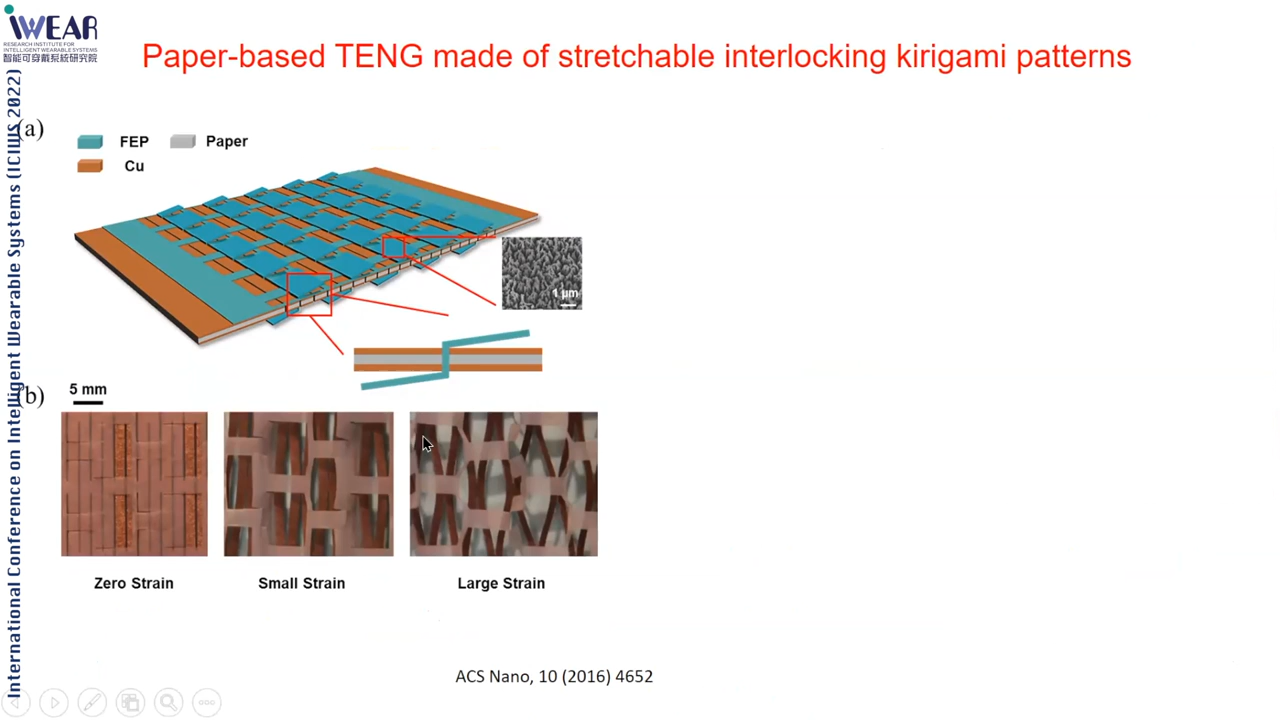 iWEAR
RESEARCH INSTITUTE FOR
INTELLIGENT WEARABLE SYSTEMS
智能可穿戴系統研究院
International Conference on Intelligent Wearable Systems (ICIWS 2022)
Paper-based TENG made of stretchable interlocking kirigami patterns
(a)
FEP
Paper
Cu
1 μm
(b)
5 mm
Zero Strain
Small Strain
Large Strain
ACS Nano, 10 (2016) 4652